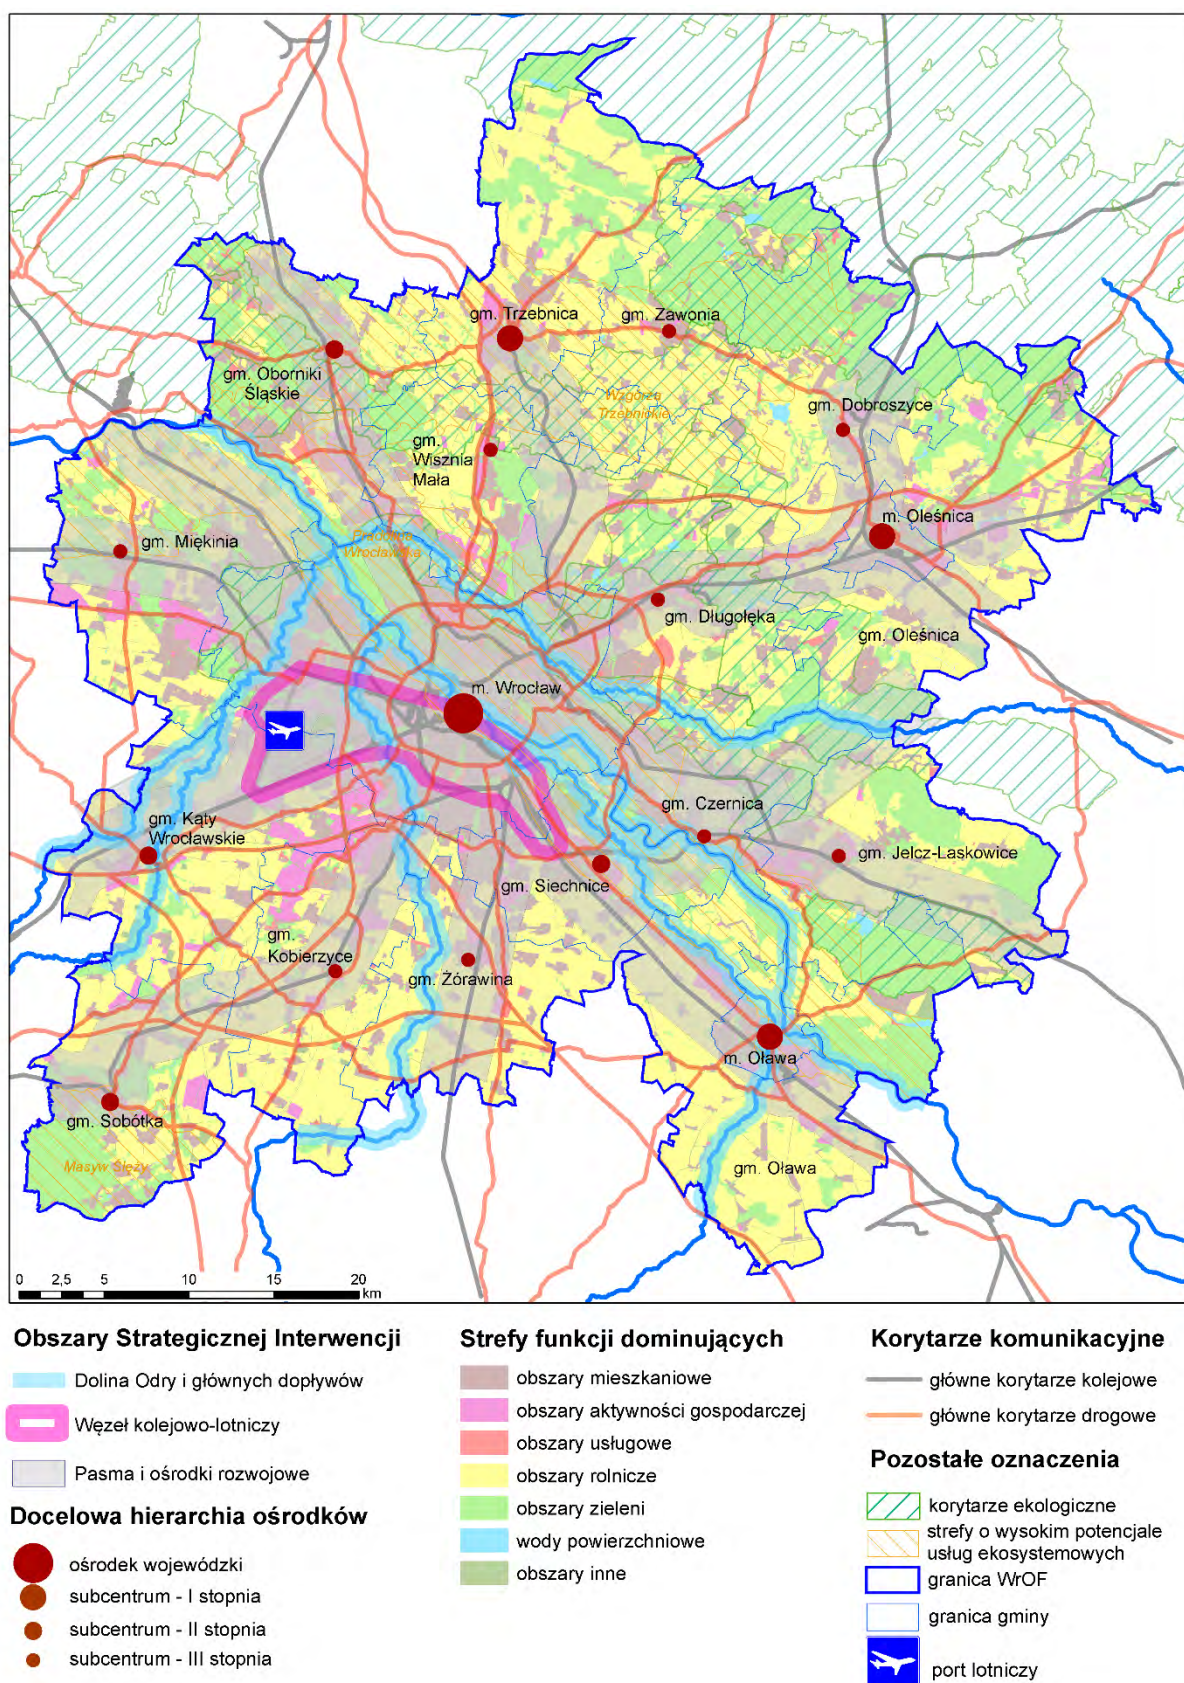 gm. Trzebnica
gm. Zawonia
gm. Oborniki
Śląskie
Wzgórza
Trzebnickie
gm. Dobroszyce
gm.
Wisznia
Mała
m. Oleśnica
gm. Miękinia
Wrocławska
gm. Długołęka
gm. Oleśnica
m. Wrocław
gm. Kąty
Wrocławskie
gm. Czernica
gm. Jelcz-Laskowice
gm. Siechnice
gm.
Kobierzyce
gm. Żórawina
m. Oława
gm. Sobótka
Masyw Ślęży
gm. Oława
0 2,5 5 10 15 20
km
Obszary Strategicznej Interwencji
Dolina Odry i głównych dopływów
Węzeł kolejowo-lotniczy
Pasma i ośrodki rozwojowe
Docelowa hierarchia ośrodków
ośrodek wojewódzki
subcentrum - I stopnia
subcentrum - II stopnia
subcentrum - III stopnia
Strefy funkcji dominujących
obszary mieszkaniowe
obszary aktywności gospodarczej
obszary usługowe
obszary rolnicze
obszary zieleni
wody powierzchniowe
obszary inne
Korytarze komunikacyjne
główne korytarze kolejowe
główne korytarze drogowe
Pozostałe oznaczenia
korytarze ekologiczne
strefy o wysokim potencjale
usług ekosystemowych
granica WrOF
granica gminy
port lotniczy